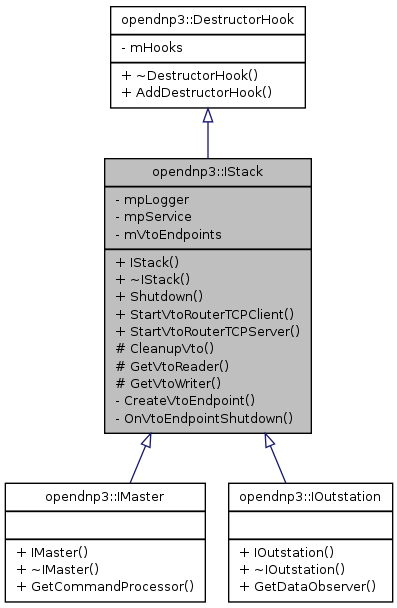 opendnp3::DestructorHook
- mHooks
+ ~DestructorHook()
+ AddDestructorHook()
opendnp3::IStack
- mpLogger
- mpService
- mVtoEndpoints
+ IStack()
+ ~IStack()
+ Shutdown()
+ StartVtoRouterTCPClient()
+ StartVtoRouterTCPServer()
# CleanupVto()
# GetVtoReader()
# GetVtoWriter()
- CreateVtoEndpoint()
- OnVtoEndpointShutdown()
opendnp3::IMaster
+ IMaster()
+ ~IMaster()
+ GetCommandProcessor()
opendnp3::IOutstation
+ IOutstation()
+ ~IOutstation()
+ GetDataObserver()